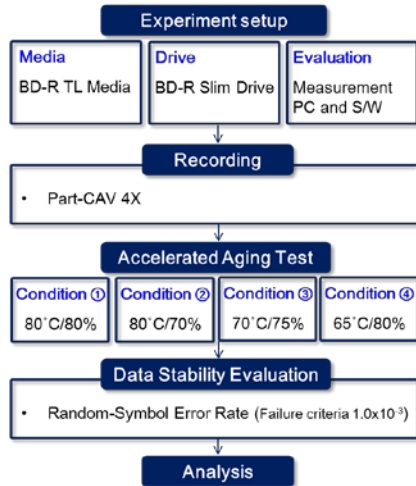 Experiment setup
Media
BD-R TL Media
Drive
BD-R Slim Drive
Evaluation
Measurement
PC and S/W
Recording
• Part-CAV 4X
Accelerated Aging Test
Condition ①
80˚C/80%
Condition ②
80˚C/70%
Condition ③
70˚C/75%
Condition ④
65˚C/80%
Data Stability Evaluation
• Random-Symbol Error Rate (Failure criteria 1.0x10⁻³)
Analysis